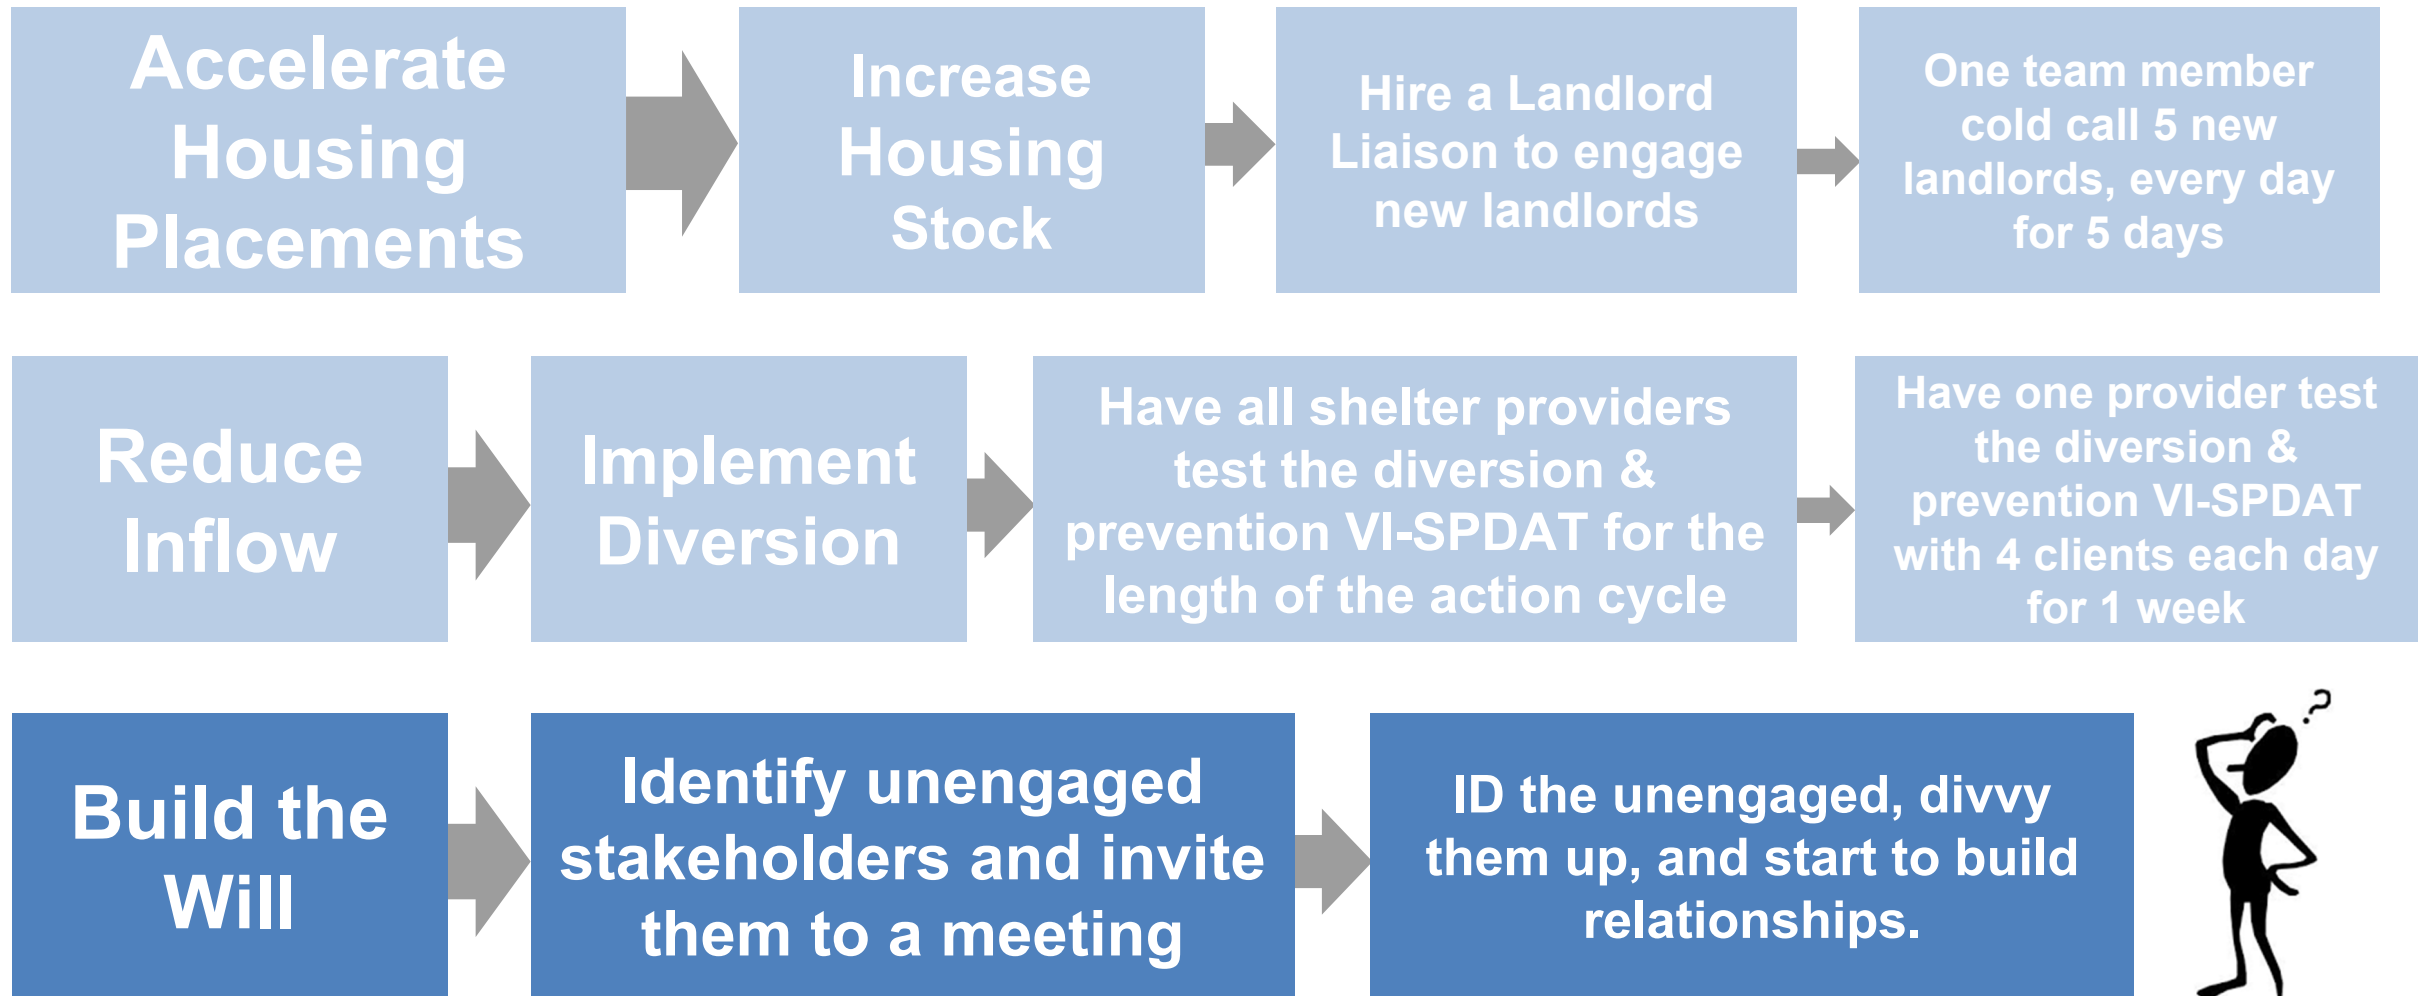 Accelerate
Housing
Placements
Increase
Housing
Stock
Hire a Landlord
Liaison to engage
new landlords
One team member
cold call 5 new
landlords, every day
for 5 days
Reduce
Inflow
Implement
Diversion
Have all shelter providers
test the diversion &
prevention VI-SPDAT for the
length of the action cycle
Have one provider test
the diversion &
prevention VI-SPDAT
with 4 clients each day
for 1 week
Build the
Will
Identify unengaged
stakeholders and invite
them to a meeting
ID the unengaged, divvy
them up, and start to build
relationships.
?